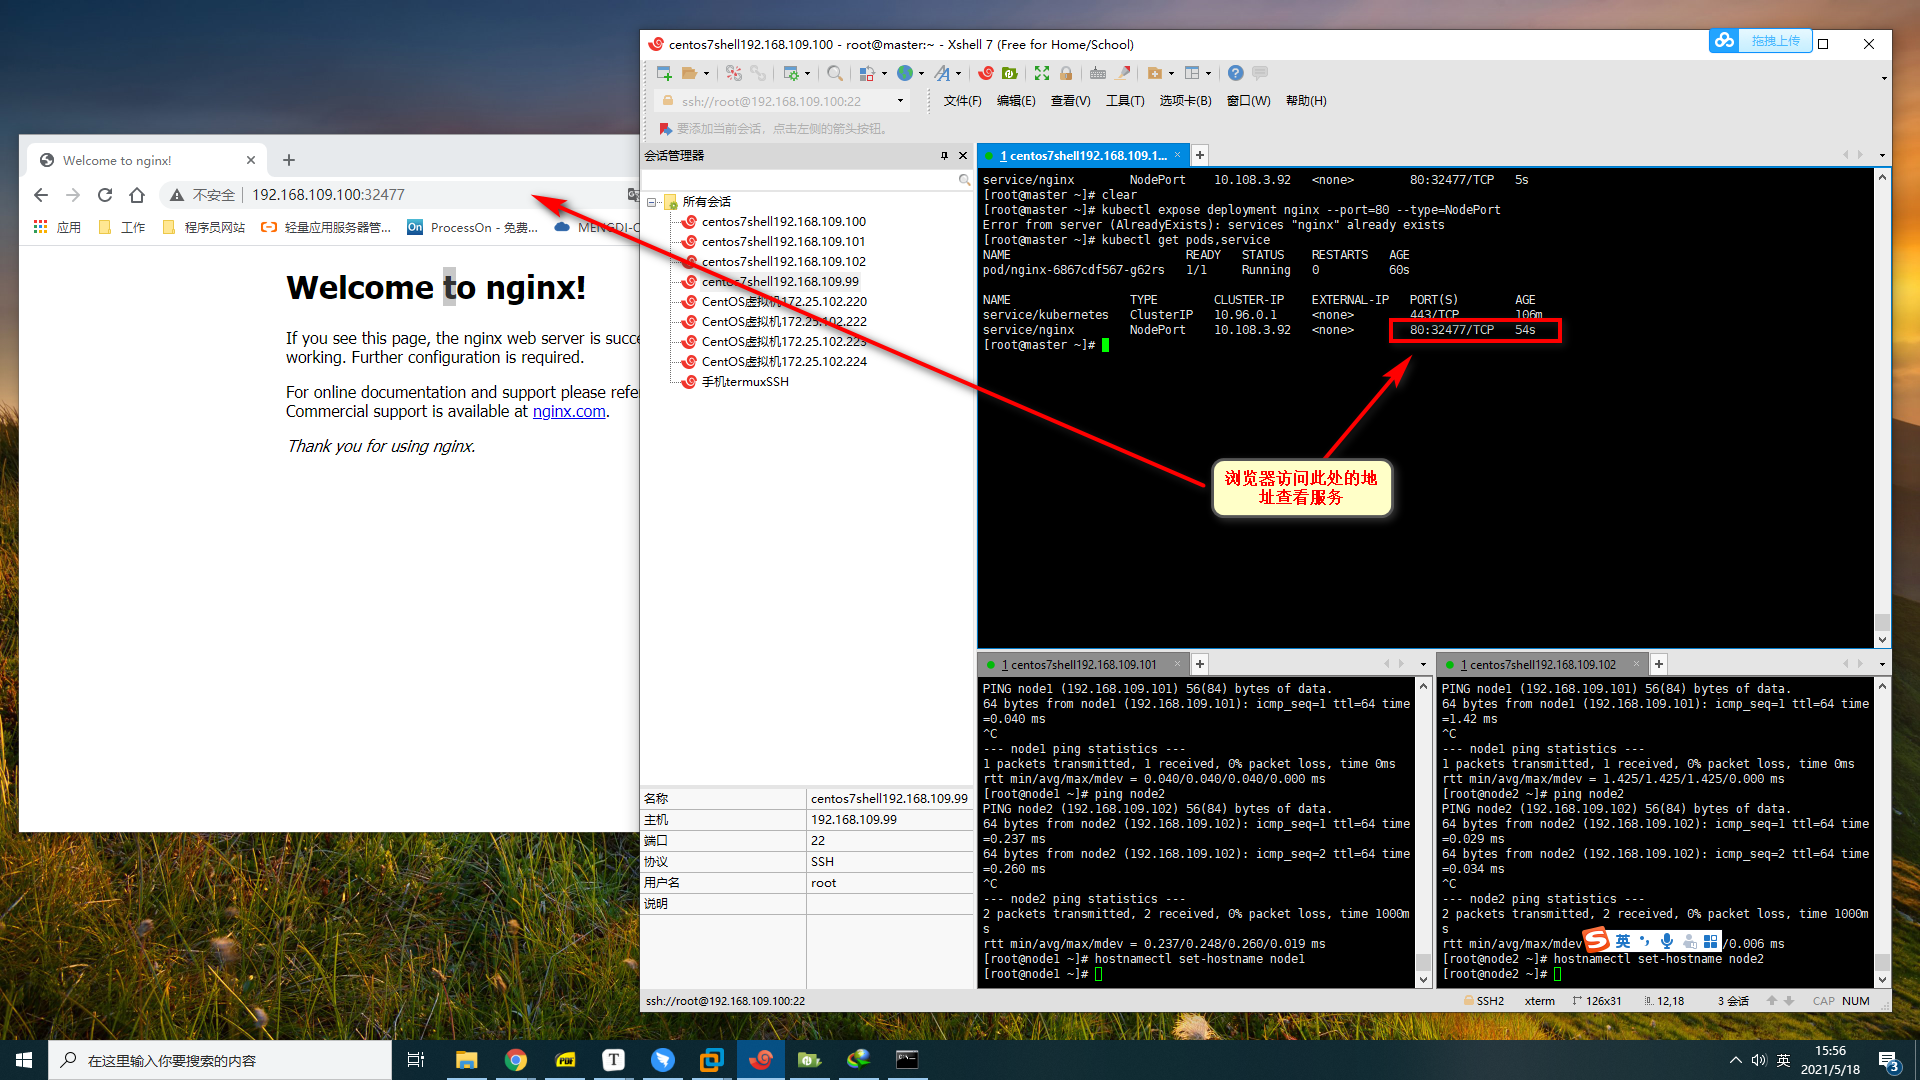 centos7shell192.168.109.100 - root@master:~ - Xshell 7 (Free for Home/School)
拖拽上传
ssh://root@192.168.109.100:22
文件(F) 编辑(E) 查看(V) 工具(T) 选项卡(B) 窗口(W) 帮助(H)
要添加当前会话，点击左侧的箭头按钮。
Welcome to nginx!
不安全 192.168.109.100:32477
应用 工作 程序员网站 轻量应用服务器管... On ProcessOn - 免费... MENGDI-C
Welcome to nginx!
If you see this page, the nginx web server is succe
working. Further configuration is required.
For online documentation and support please refe
Commercial support is available at nginx.com.
Thank you for using nginx.
会话管理器
所有会话
centos7shell192.168.109.100
centos7shell192.168.109.101
centos7shell192.168.109.102
centos7shell192.168.109.99
CentOS虚拟机172.25.102.220
CentOS虚拟机172.25.102.222
CentOS虚拟机172.25.102.223
CentOS虚拟机172.25.102.224
手机termuxSSH
名称 centos7shell192.168.109.99
主机 192.168.109.99
端口 22
协议 SSH
用户名 root
说明
1 centos7shell192.168.109.1...
service/nginx NodePort 10.108.3.92 <none> 80:32477/TCP 5s
[root@master ~]# clear
[root@master ~]# kubectl expose deployment nginx --port=80 --type=NodePort
Error from server (AlreadyExists): services "nginx" already exists
[root@master ~]# kubectl get pods,service
NAME READY STATUS RESTARTS AGE
pod/nginx-6867cdf567-g62rs 1/1 Running 0 60s
NAME TYPE CLUSTER-IP EXTERNAL-IP PORT(S) AGE
service/kubernetes ClusterIP 10.96.0.1 <none> 443/TCP 106m
service/nginx NodePort 10.108.3.92 <none> 80:32477/TCP 54s
[root@master ~]#
浏览器访问此处的地
址查看服务
1 centos7shell192.168.109.101
PING node1 (192.168.109.101) 56(84) bytes of data.
64 bytes from node1 (192.168.109.101): icmp_seq=1 ttl=64 time
=0.040 ms
^C
--- node1 ping statistics ---
1 packets transmitted, 1 received, 0% packet loss, time 0ms
rtt min/avg/max/mdev = 0.040/0.040/0.040/0.000 ms
[root@node1 ~]# ping node2
PING node2 (192.168.109.102) 56(84) bytes of data.
64 bytes from node2 (192.168.109.102): icmp_seq=1 ttl=64 time
=0.237 ms
64 bytes from node2 (192.168.109.102): icmp_seq=2 ttl=64 time
=0.260 ms
^C
--- node2 ping statistics ---
2 packets transmitted, 2 received, 0% packet loss, time 1000m
s
rtt min/avg/max/mdev = 0.237/0.248/0.260/0.019 ms
[root@node1 ~]# hostnamectl set-hostname node1
[root@node1 ~]#
1 centos7shell192.168.109.102
PING node1 (192.168.109.101) 56(84) bytes of data.
64 bytes from node1 (192.168.109.101): icmp_seq=1 ttl=64 time
=1.42 ms
^C
--- node1 ping statistics ---
1 packets transmitted, 1 received, 0% packet loss, time 0ms
rtt min/avg/max/mdev = 1.425/1.425/1.425/0.000 ms
[root@node2 ~]# ping node2
PING node2 (192.168.109.102) 56(84) bytes of data.
64 bytes from node2 (192.168.109.102): icmp_seq=1 ttl=64 time
=0.029 ms
64 bytes from node2 (192.168.109.102): icmp_seq=2 ttl=64 time
=0.034 ms
^C
--- node2 ping statistics ---
2 packets transmitted, 2 received, 0% packet loss, time 1000m
s
rtt min/avg/max/mdev 英 /0.006 ms
[root@node2 ~]# hostnamectl set-hostname node2
[root@node2 ~]#
ssh://root@192.168.109.100:22 SSH2 xterm 126x31 12,18 3 会话 CAP NUM
在这里输入你要搜索的内容 PDF T 英 15:56
2021/5/18 3